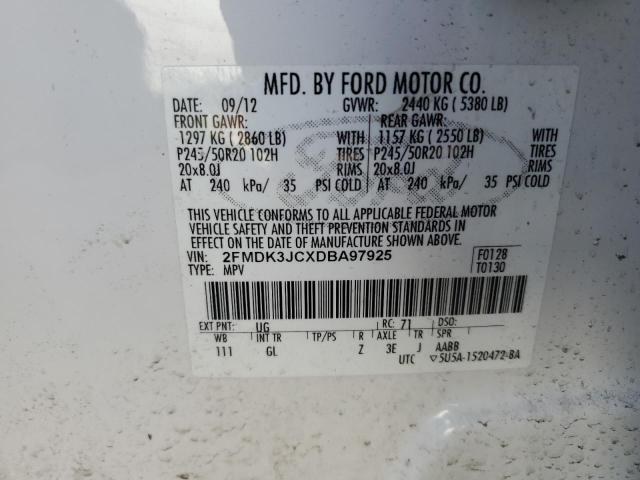 MFD. BY FORD MOTOR CO.
DATE: 09/12 GVWR: 2440 KG ( 5380 LB)
FRONT GAWR: REAR GAWR:
1297 KG ( 2860 LB) WITH 1157 KG ( 2550 LB) WITH
P245/50R20 102H TIRES P245/50R20 102H TIRES
20x8.0J RIMS 20x8.0J RIMS
AT 240 kPa/ 35 PSI COLD AT 240 kPa/ 35 PSI COLD
THIS VEHICLE CONFORMS TO ALL APPLICABLE FEDERAL MOTOR
VEHICLE SAFETY AND THEFT PREVENTION STANDARDS IN
EFFECT ON THE DATE OF MANUFACTURE SHOWN ABOVE.
VIN: 2FMDK3JCXDBA97925 F0128
TYPE: MPV T0130
EXT PNT: UG RC: 71 DSO:
WB INT TR TP/PS R AXLE TR SPR
111 GL Z 3E J AABB
UTC ▽5U5A-1520472-BA